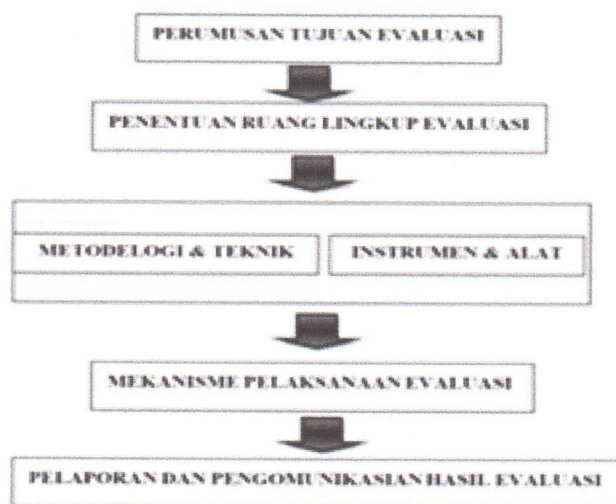 PERUMUSAN TUJUAN EVALUASI
PENENTUAN RUANG LINGKUP EVALUASI
METODELOGI & TEKNIK
INSTRUMEN & ALAT
MEKANISME PELAKSANAAN EVALUASI
PELAPORAN DAN PENGOMUNIKASIAN HASIL EVALUASI